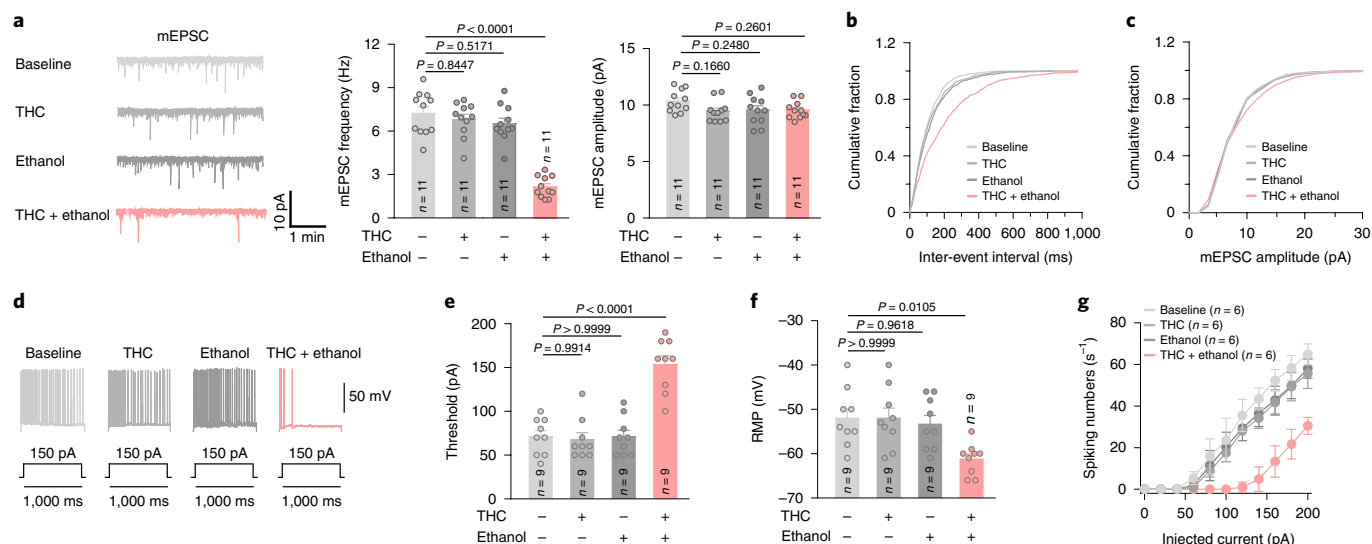 a
mEPSC
Baseline
THC
Ethanol
THC + ethanol
10 pA
1 min
mEPSC frequency (Hz)
12
9
6
3
0
P < 0.0001
P = 0.5171
P = 0.8447
n = 11
n = 11
n = 11
n = 11
THC – + – +
Ethanol – – + +
mEPSC amplitude (pA)
15
10
5
0
P = 0.2601
P = 0.2480
P = 0.1660
n = 11
n = 11
n = 11
n = 11
– + – +
– – + +
b
Cumulative fraction
1.2
0.8
0.4
0
Baseline
THC
Ethanol
THC + ethanol
0 200 400 600 800 1,000
Inter-event interval (ms)
c
Cumulative fraction
1.2
0.8
0.4
0
Baseline
THC
Ethanol
THC + ethanol
0 10 20 30
mEPSC amplitude (pA)
d
Baseline THC Ethanol THC + ethanol
50 mV
150 pA 150 pA 150 pA 150 pA
1,000 ms 1,000 ms 1,000 ms 1,000 ms
e
Threshold (pA)
200
150
100
50
0
P < 0.0001
P > 0.9999
P = 0.9914
n = 9
n = 9
n = 9
n = 9
THC – + – +
Ethanol – – + +
f
RMP (mV)
–30
–40
–50
–60
–70
P = 0.0105
P = 0.9618
P > 0.9999
n = 9
n = 9
n = 9
n = 9
THC – + – +
Ethanol – – + +
g
Baseline (n = 6)
THC (n = 6)
Ethanol (n = 6)
THC + ethanol (n = 6)
Spiking numbers (s⁻¹)
80
60
40
20
0
0 50 100 150 200
Injected current (pA)